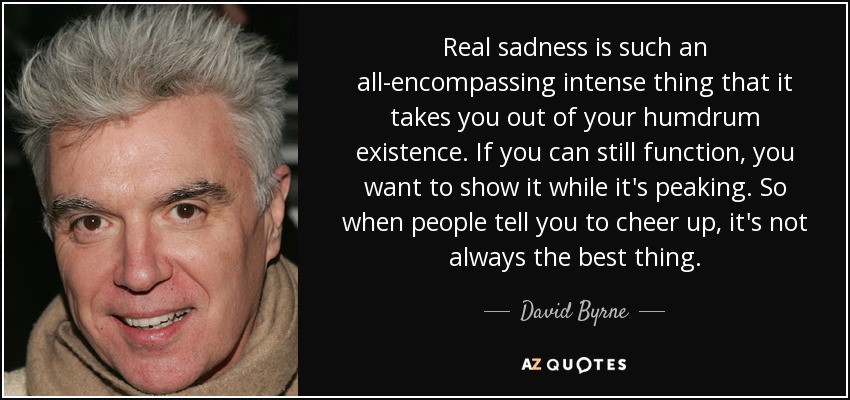 Real sadness is such an
all-encompassing intense thing that it
takes you out of your humdrum
existence. If you can still function, you
want to show it while it's peaking. So
when people tell you to cheer up, it's not
always the best thing.
David Byrne
AZ QUOTES